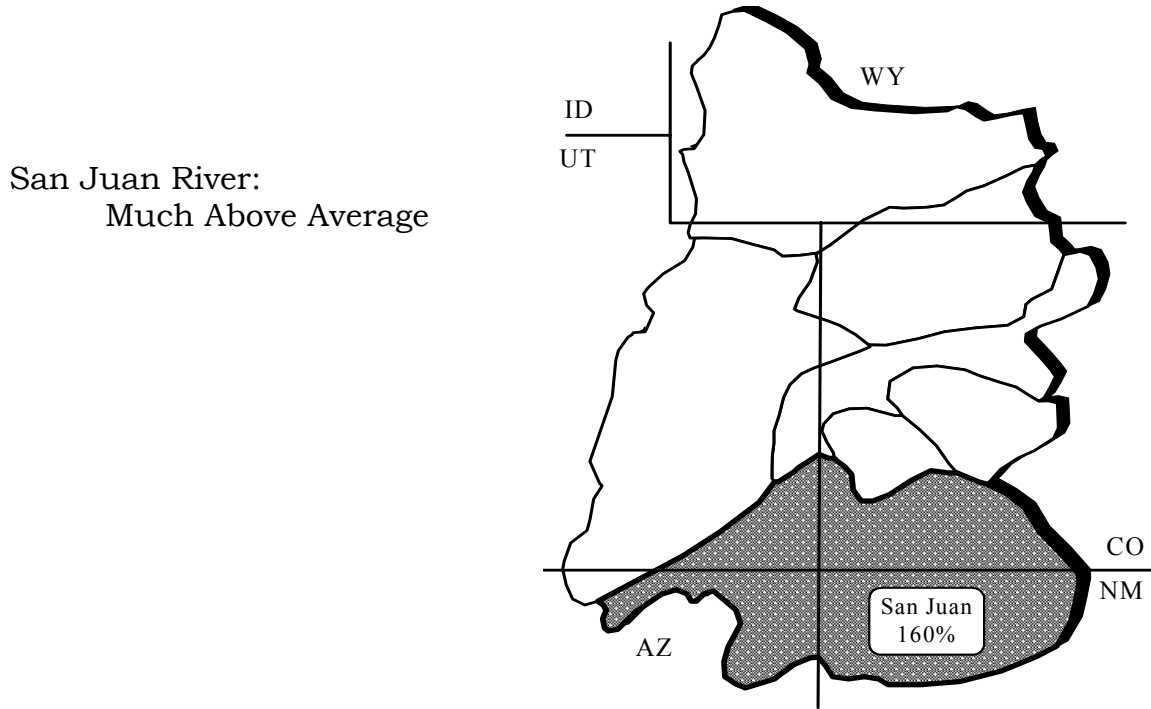 WY
ID
UT
San Juan River:
Much Above Average
CO
NM
San Juan
160%
AZ